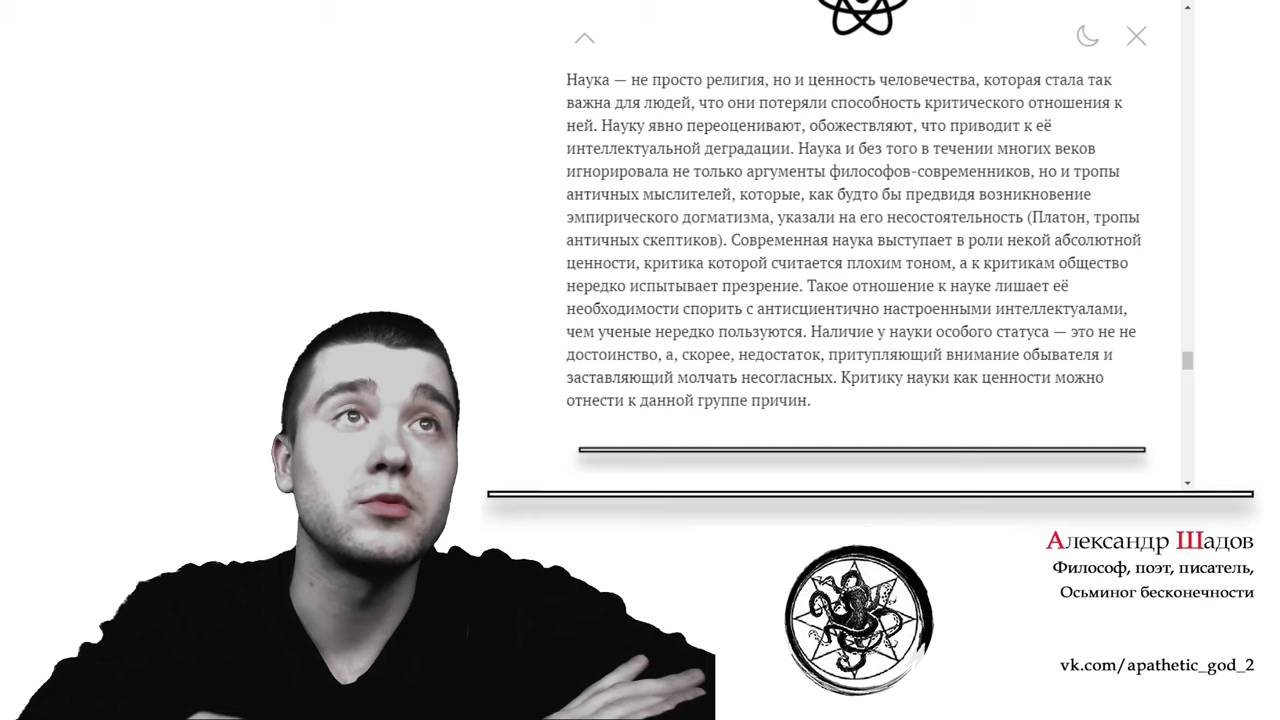 Наука — не просто религия, но и ценность человечества, которая стала так
важна для людей, что они потеряли способность критического отношения к
ней. Науку явно переоценивают, обожествляют, что приводит к её
интеллектуальной деградации. Наука и без того в течении многих веков
игнорировала не только аргументы философов-современников, но и тропы
античных мыслителей, которые, как будто бы предвидя возникновение
эмпирического догматизма, указали на его несостоятельность (Платон, тропы
античных скептиков). Современная наука выступает в роли некой абсолютной
ценности, критика которой считается плохим тоном, а к критикам общество
нередко испытывает презрение. Такое отношение к науке лишает её
необходимости спорить с антисциентично настроенными интеллектуалами,
чем ученые нередко пользуются. Наличие у науки особого статуса — это не не
достоинство, а, скорее, недостаток, притупляющий внимание обывателя и
заставляющий молчать несогласных. Критику науки как ценности можно
отнести к данной группе причин.
Александр Шадов
Философ, поэт, писатель,
Осьминог бесконечности
vk.com/apathetic_god_2